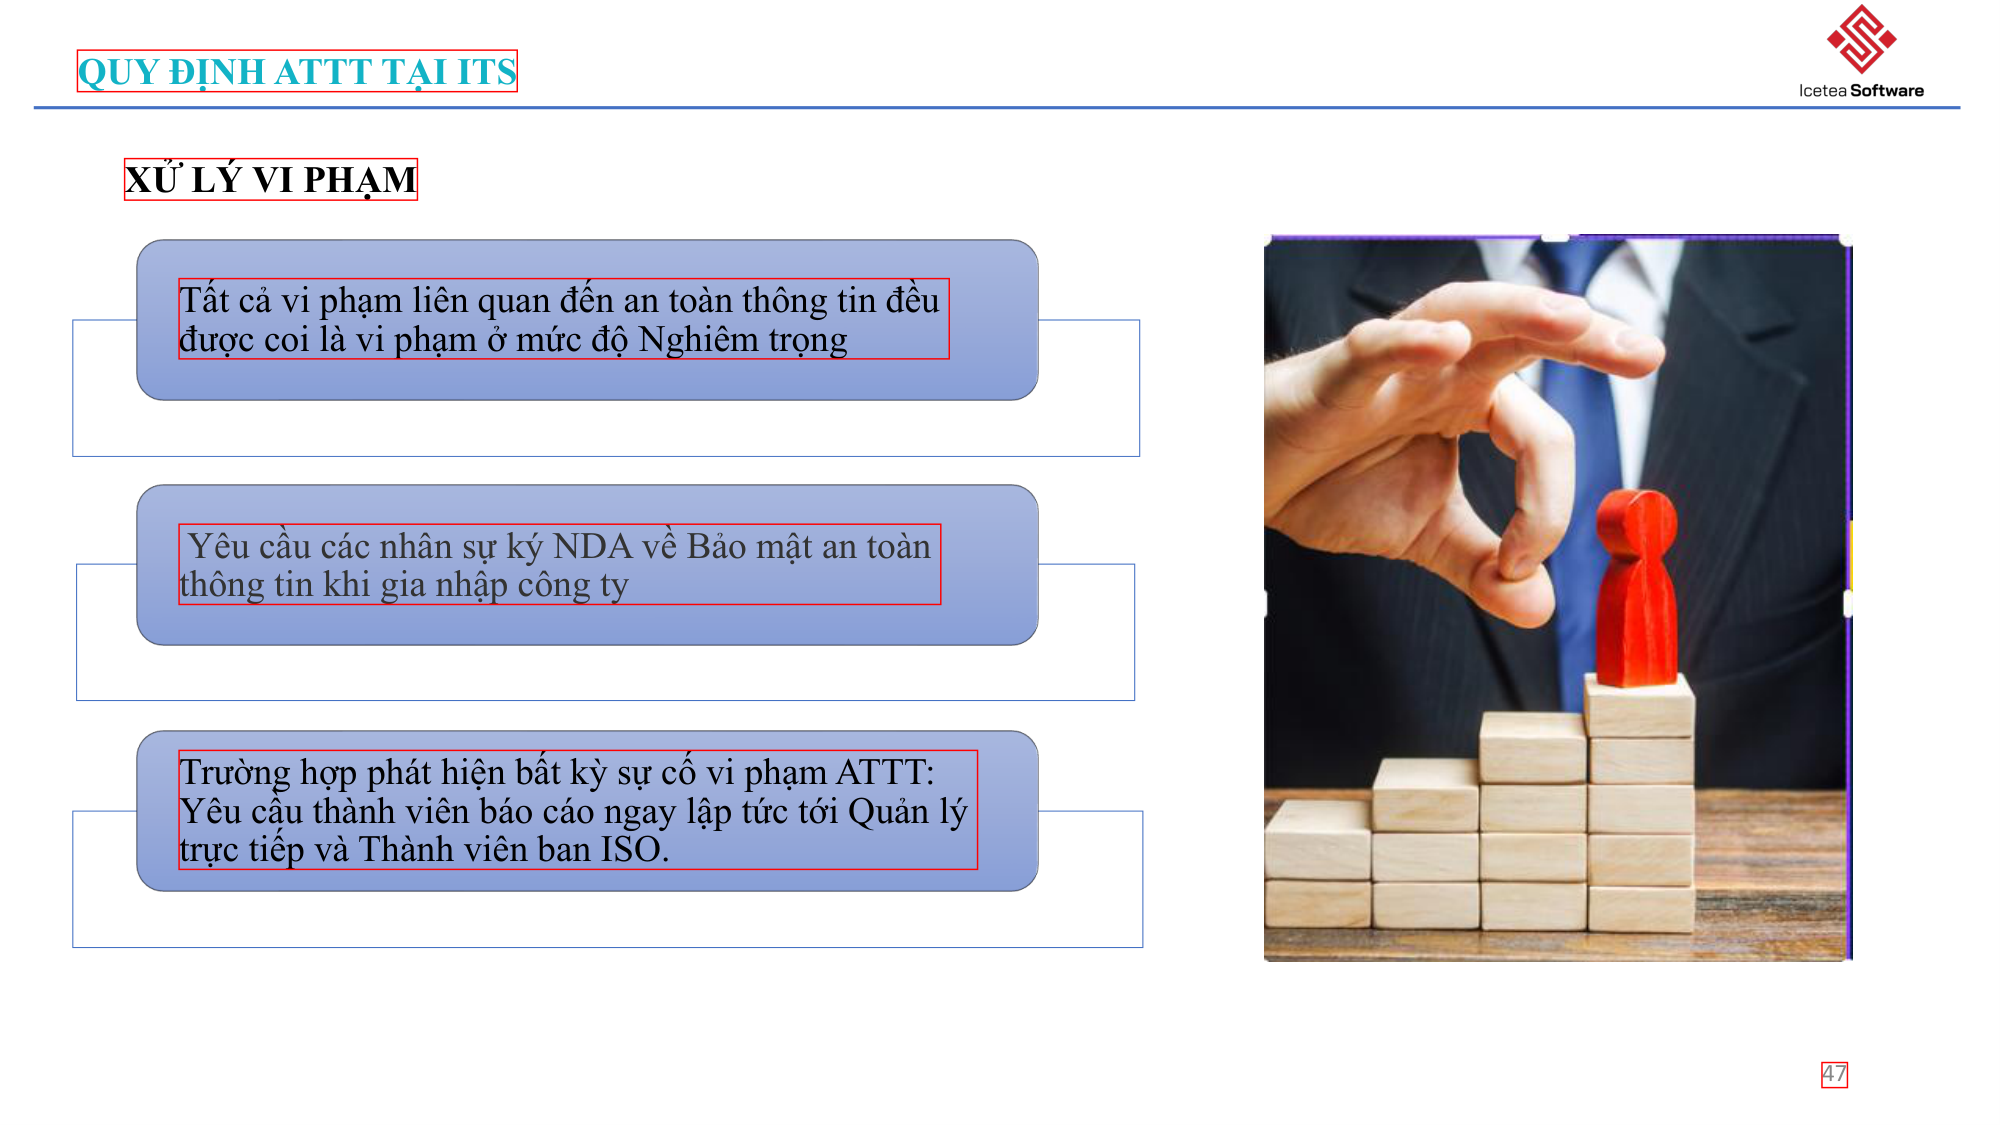 QUY ĐỊNH ATTT TẠI ITS
Icetea Software
XỬ LÝ VI PHẠM
Tất cả vi phạm liên quan đến an toàn thông tin đều
được coi là vi phạm ở mức độ Nghiêm trọng
Yêu cầu các nhân sự ký NDA về Bảo mật an toàn
thông tin khi gia nhập công ty
Trường hợp phát hiện bất kỳ sự cố vi phạm ATTT:
Yêu cầu thành viên báo cáo ngay lập tức tới Quản lý
trực tiếp và Thành viên ban ISO.
47